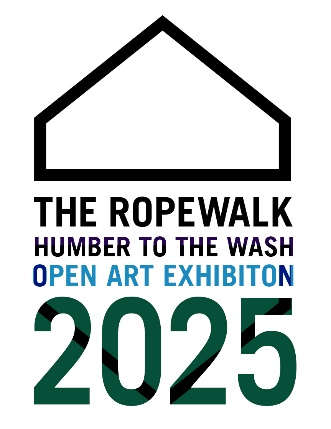 THE ROPEWALK
HUMBER TO THE WASH
OPEN ART EXHIBITON
2025